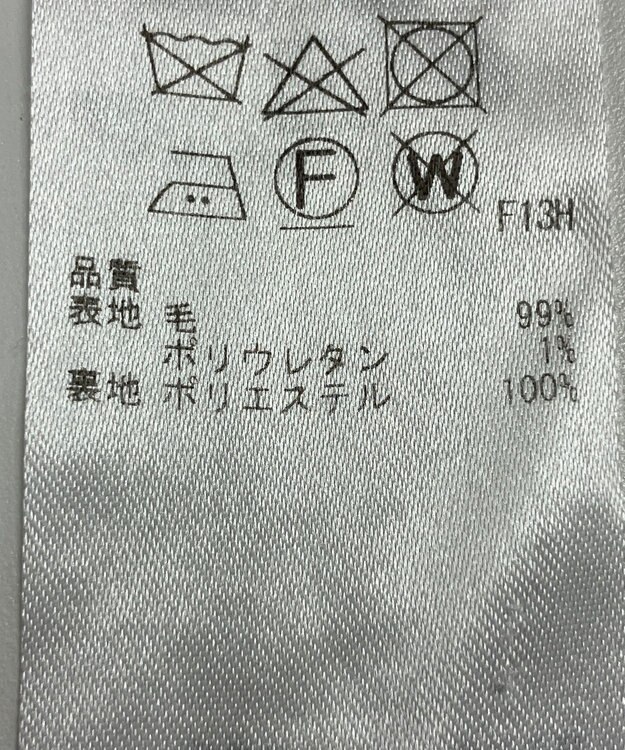 F W F13H
品質
表地 毛 99%
ポリウレタン 1%
裏地 ポリエステル 100%